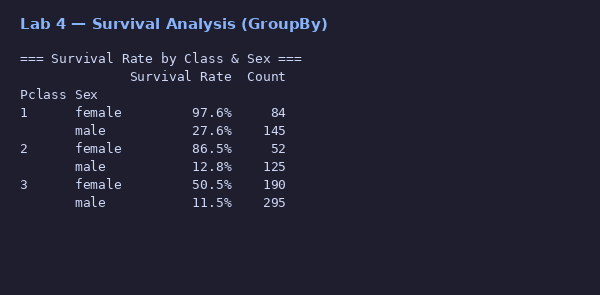 Lab 4 — Survival Analysis (GroupBy)
=== Survival Rate by Class & Sex ===
              Survival Rate  Count
Pclass Sex
1      female         97.6%     84
       male           27.6%    145
2      female         86.5%     52
       male           12.8%    125
3      female         50.5%    190
       male           11.5%    295